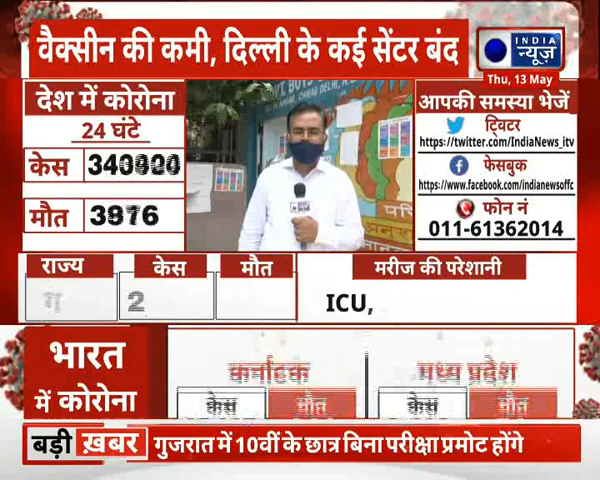 वैक्सीन की कमी, दिल्ली के कई सेंटर बंद
INDIA
न्यूज़
Thu, 13 May
देश में कोरोना
24 घंटे
केस
मौत
आपकी समस्या भेजें
ट्विटर
https://twitter.com/IndiaNews_itv
फेसबुक
https://www.facebook.com/indianewsoffc
फोन नं
011-61362014
राज्य केस मौत मरीज की परेशानी
2 ICU,
भारत
में कोरोना
कर्नाटक मध्य प्रदेश
केस मौत केस मौत
बड़ी ख़बर गुजरात में 10वीं के छात्र बिना परीक्षा प्रमोट होंगे